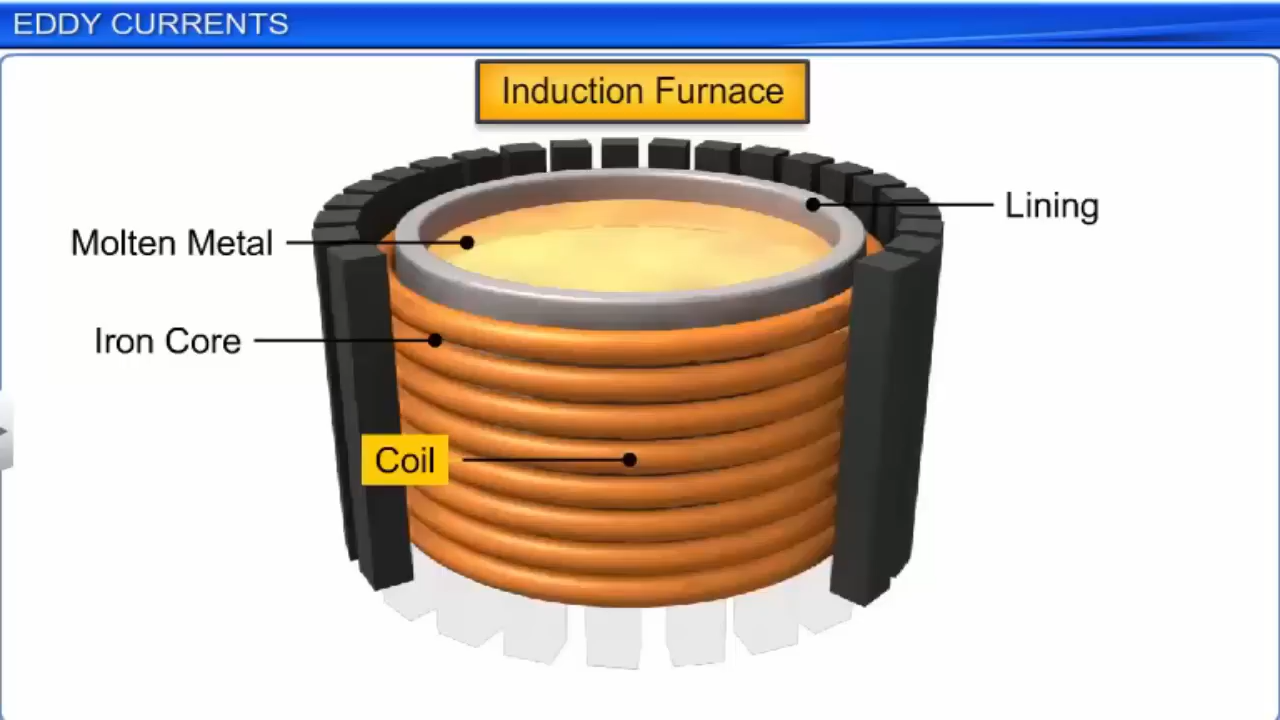 EDDY CURRENTS
Induction Furnace
Lining
Molten Metal
Iron Core
Coil